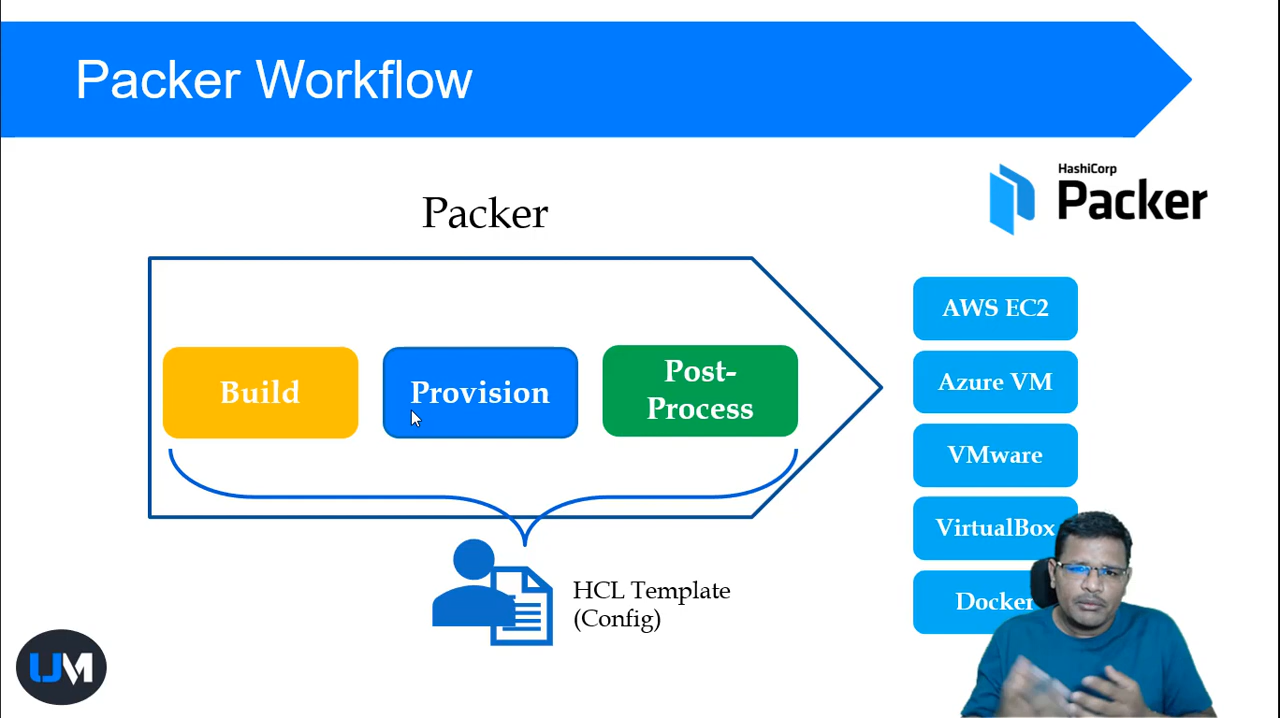 Packer Workflow
HashiCorp
Packer
Packer
Build
Provision
Post-
Process
HCL Template
(Config)
AWS EC2
Azure VM
VMware
VirtualBox
Docker
UM